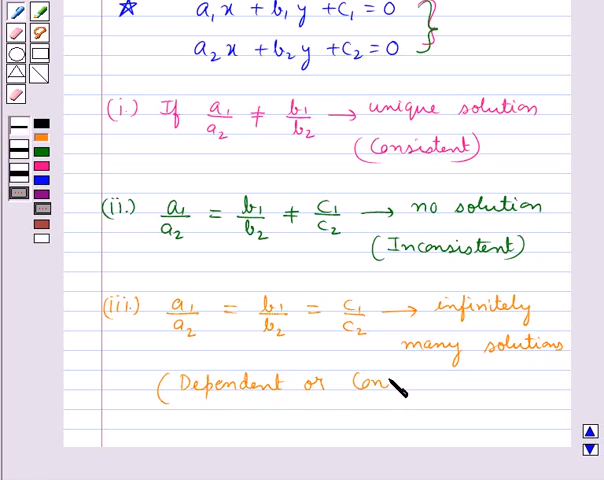 ☆ a₁x + b₁y + c₁ = 0
a₂x + b₂y + c₂ = 0 }
(i.) If a₁/a₂ ≠ b₁/b₂ → unique solution
(Consistent)
(ii.) a₁/a₂ = b₁/b₂ ≠ c₁/c₂ → no solution
(Inconsistent)
(iii.) a₁/a₂ = b₁/b₂ = c₁/c₂ → infinitely
many solutions
(Dependent or Con